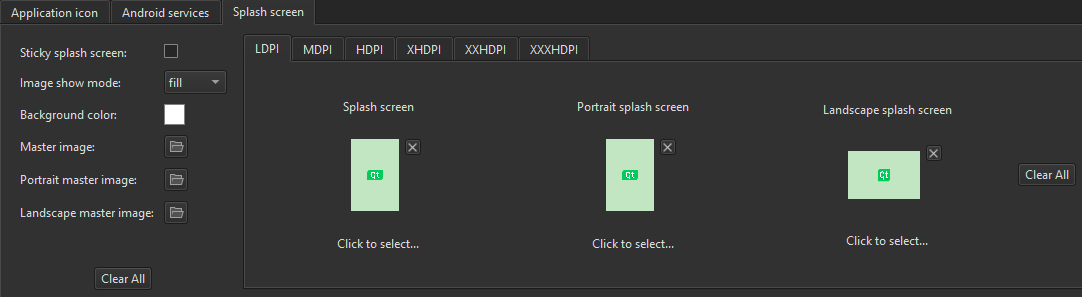 Application icon
Android services
Splash screen
Sticky splash screen:
Image show mode:
fill
Background color:
Master image:
Portrait master image:
Landscape master image:
Clear All
LDPI
MDPI
HDPI
XHDPI
XXHDPI
XXXHDPI
Splash screen
Portrait splash screen
Landscape splash screen
Qt
Qt
Qt
Click to select...
Click to select...
Click to select...
Clear All